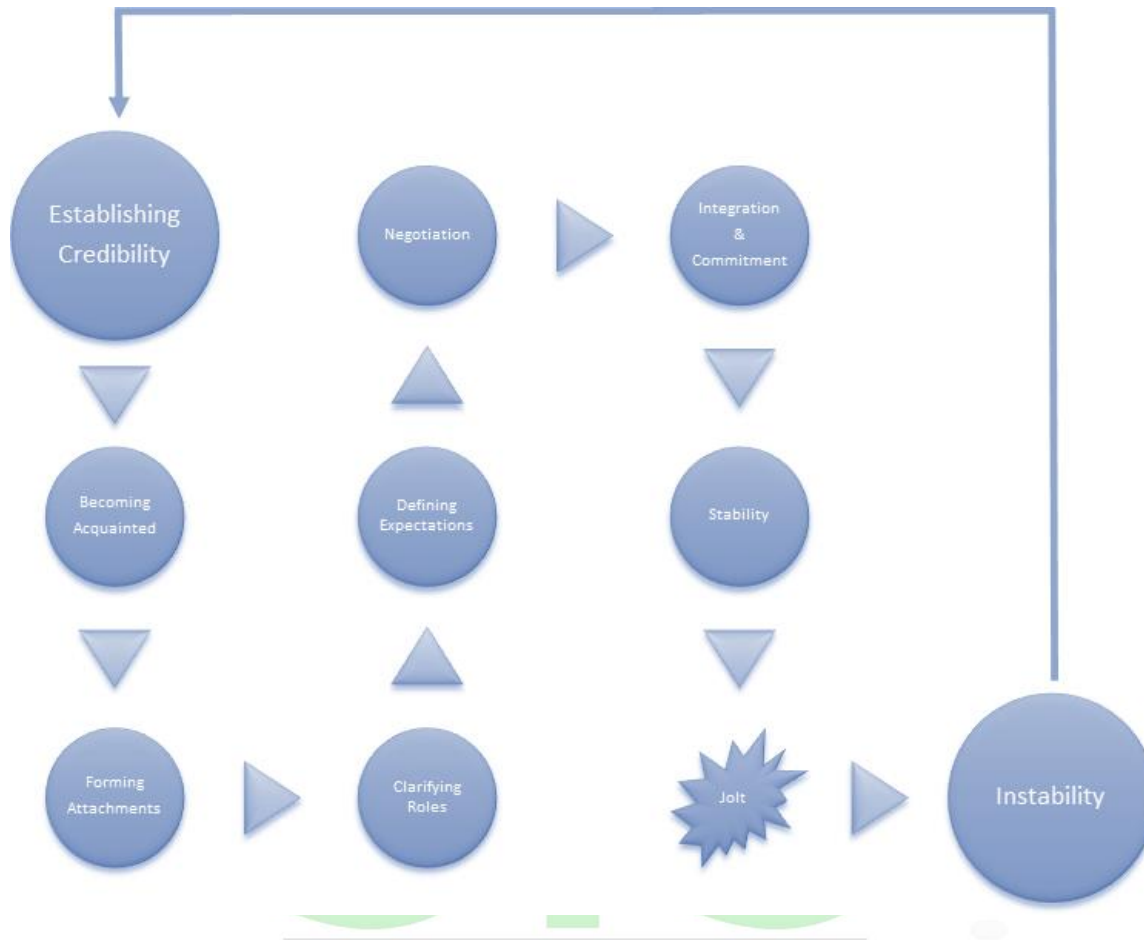 Establishing
Credibility
Becoming
Acquainted
Forming
Attachments
Clarifying
Roles
Defining
Expectations
Negotiation
Integration
&
Commitment
Stability
Jolt
Instability